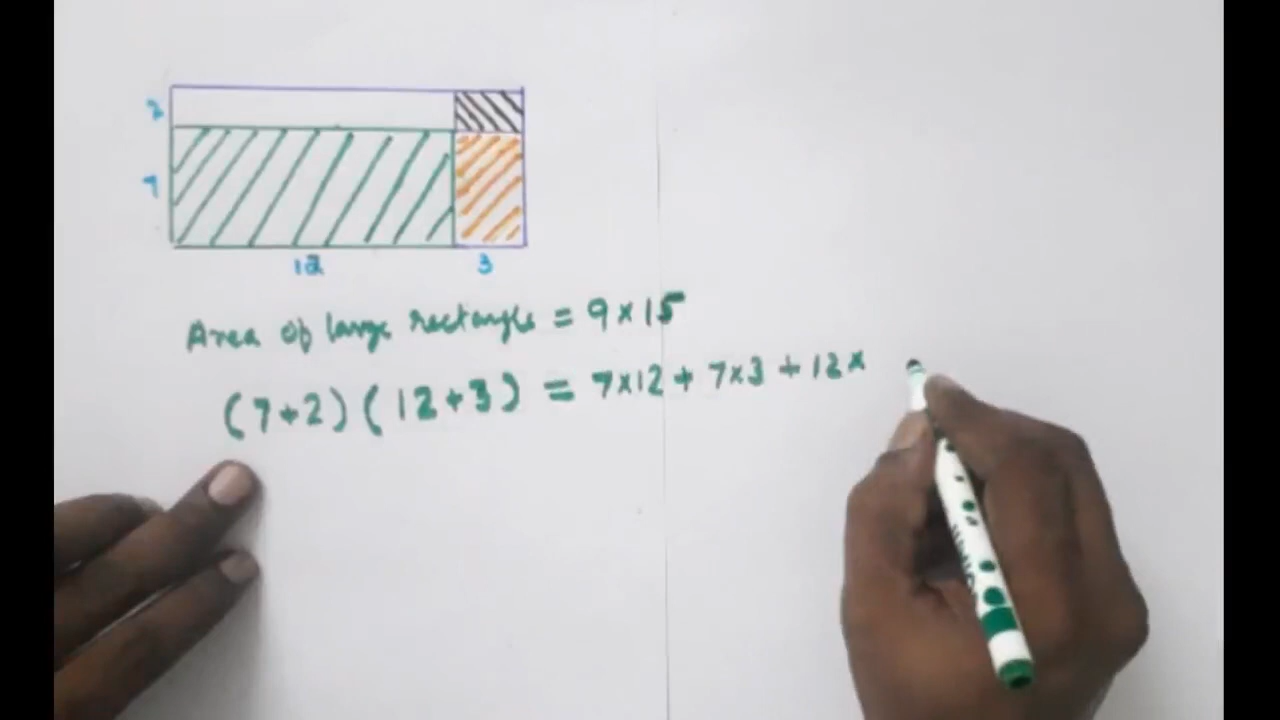 2
7
12 3
Area of large rectangle = 9×15
(7+2)(12+3) = 7×12 + 7×3 + 12×